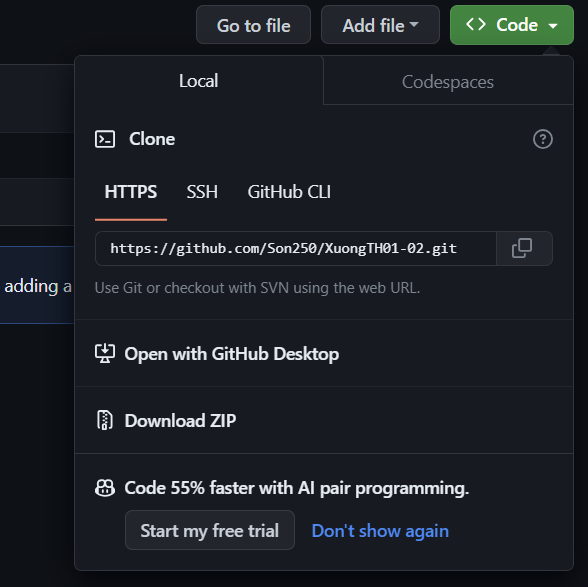 Go to file
Add file
Code
Local
Codespaces
Clone
HTTPS
SSH
GitHub CLI
https://github.com/Son250/XuongTH01-02.git
adding a
Use Git or checkout with SVN using the web URL.
Open with GitHub Desktop
Download ZIP
Code 55% faster with AI pair programming.
Start my free trial
Don't show again